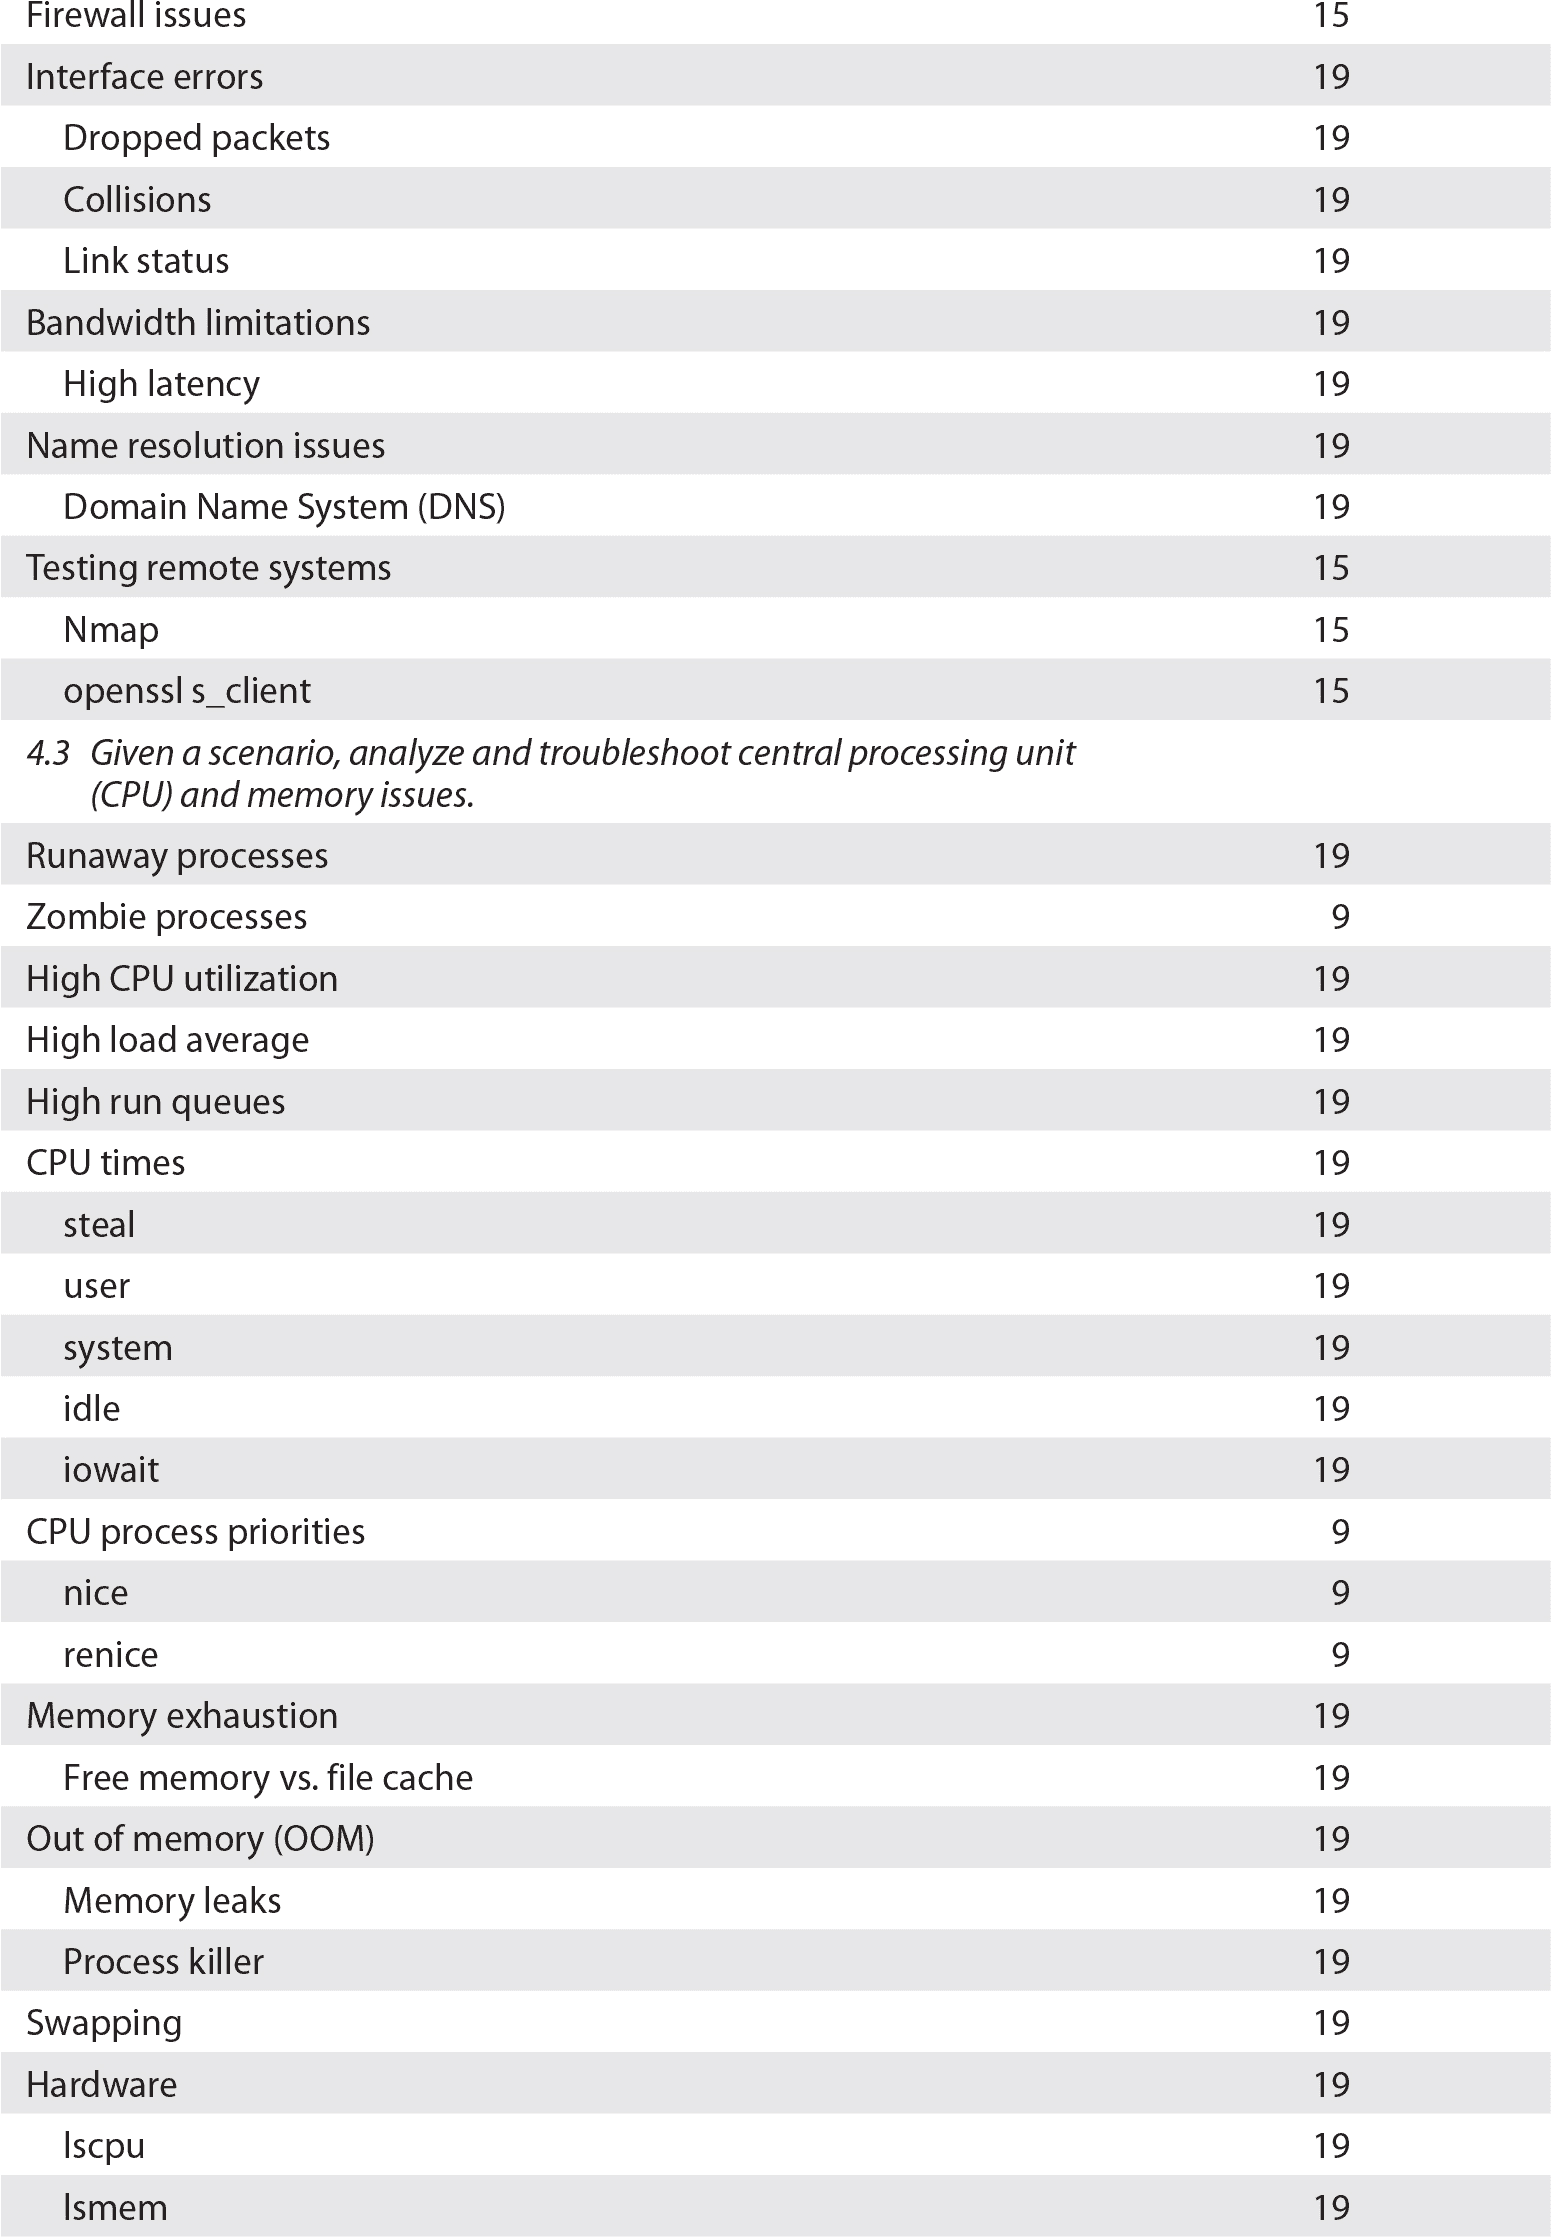 Firewall issues 15
Interface errors 19
Dropped packets 19
Collisions 19
Link status 19
Bandwidth limitations 19
High latency 19
Name resolution issues 19
Domain Name System (DNS) 19
Testing remote systems 15
Nmap 15
openssl s_client 15
4.3 Given a scenario, analyze and troubleshoot central processing unit
(CPU) and memory issues.
Runaway processes 19
Zombie processes 9
High CPU utilization 19
High load average 19
High run queues 19
CPU times 19
steal 19
user 19
system 19
idle 19
iowait 19
CPU process priorities 9
nice 9
renice 9
Memory exhaustion 19
Free memory vs. file cache 19
Out of memory (OOM) 19
Memory leaks 19
Process killer 19
Swapping 19
Hardware 19
lscpu 19
lsmem 19